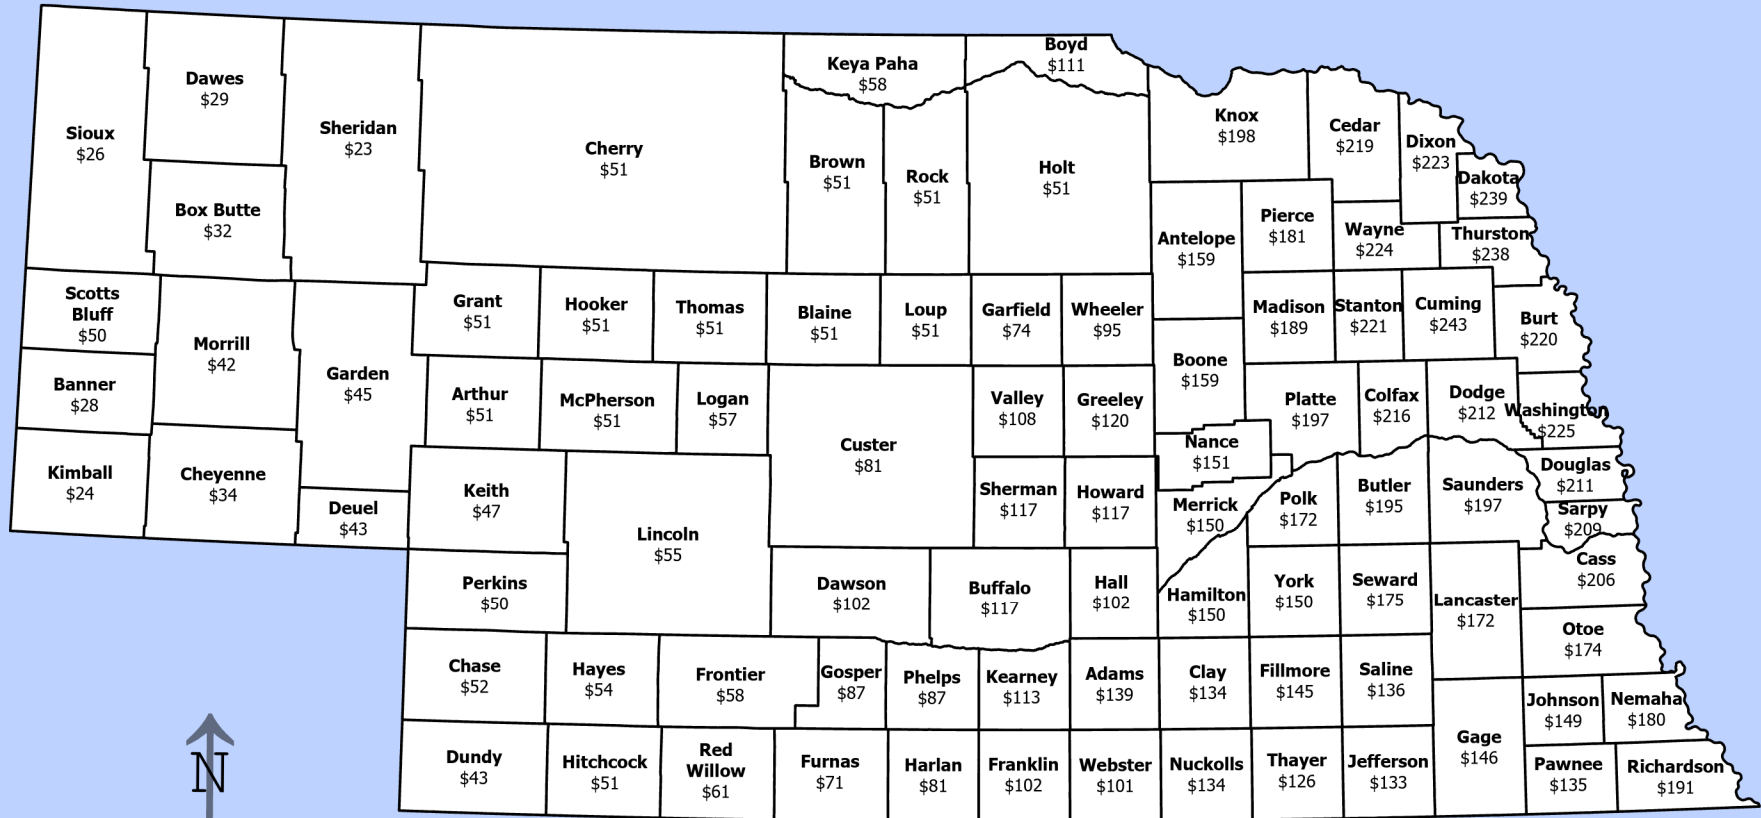 Boyd
$111
Keya Paha
$58
Dawes
$29
Sheridan
$23
Sioux
$26
Cherry
$51
Brown
$51
Rock
$51
Holt
$51
Knox
$198
Cedar
$219
Dixon
$223
Dakota
$239
Box Butte
$32
Antelope
$159
Pierce
$181
Wayne
$224
Thurston
$238
Scotts
Bluff
$50
Morrill
$42
Garden
$45
Grant
$51
Hooker
$51
Thomas
$51
Blaine
$51
Loup
$51
Garfield
$74
Wheeler
$95
Madison
$189
Stanton
$221
Cuming
$243
Burt
$220
Banner
$28
Boone
$159
Arthur
$51
McPherson
$51
Logan
$57
Custer
$81
Valley
$108
Greeley
$120
Platte
$197
Colfax
$216
Dodge
$212
Washington
$225
Nance
$151
Kimball
$24
Cheyenne
$34
Deuel
$43
Keith
$47
Lincoln
$55
Sherman
$117
Howard
$117
Merrick
$150
Polk
$172
Butler
$195
Saunders
$197
Douglas
$211
Sarpy
$209
Cass
$206
Perkins
$50
Dawson
$102
Buffalo
$117
Hall
$102
Hamilton
$150
York
$150
Seward
$175
Lancaster
$172
Otoe
$174
Chase
$52
Hayes
$54
Frontier
$58
Gosper
$87
Phelps
$87
Kearney
$113
Adams
$139
Clay
$134
Fillmore
$145
Saline
$136
Johnson
$149
Nemaha
$180
Dundy
$43
Hitchcock
$51
Red
Willow
$61
Furnas
$71
Harlan
$81
Franklin
$102
Webster
$101
Nuckolls
$134
Thayer
$126
Jefferson
$133
Gage
$146
Pawnee
$135
Richardson
$191
N